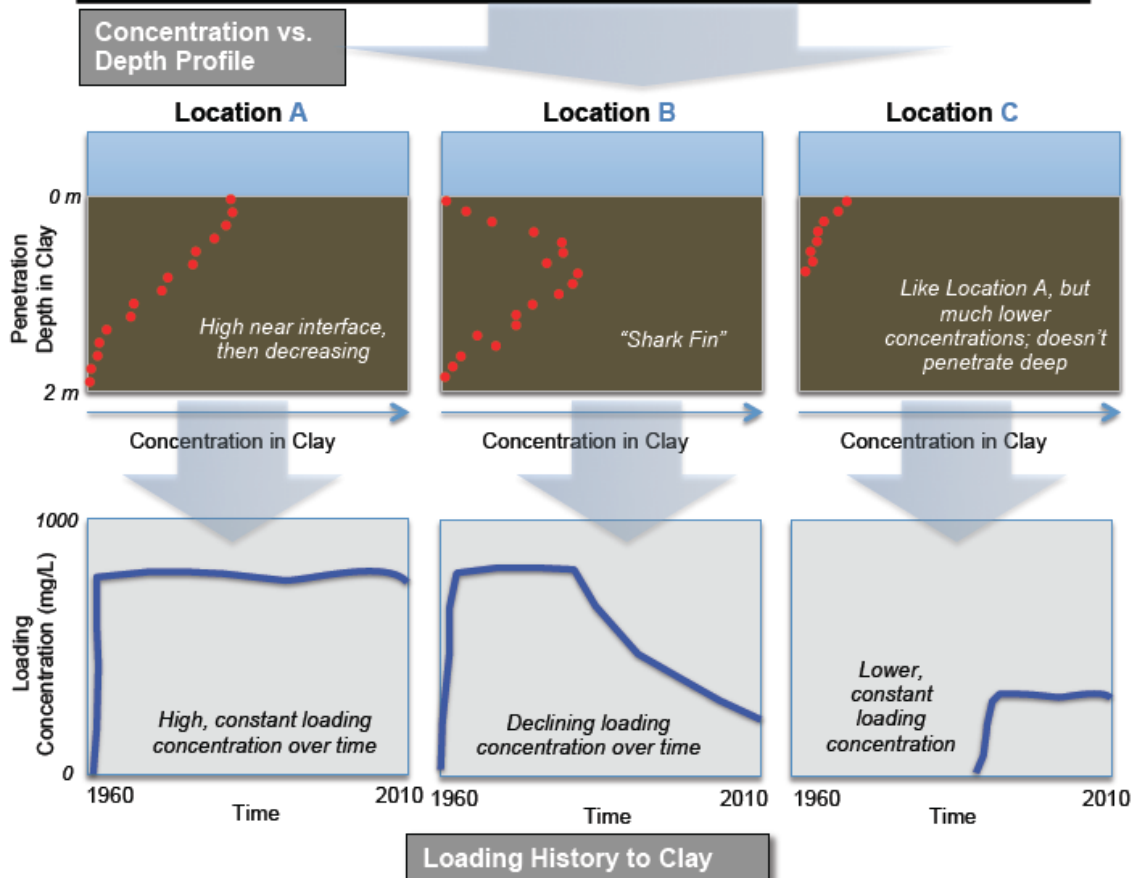 Concentration vs.
Depth Profile
Location A
Location B
Location C
0 m
Penetration
Depth in Clay
2 m
High near interface,
then decreasing
“Shark Fin”
Like Location A, but
much lower
concentrations; doesn’t
penetrate deep
Concentration in Clay
Concentration in Clay
Concentration in Clay
1000
Loading
Concentration (mg/L)
0
High, constant loading
concentration over time
Declining loading
concentration over time
Lower,
constant
loading
concentration
1960
Time
2010
1960
Time
2010
1960
Time
2010
Loading History to Clay